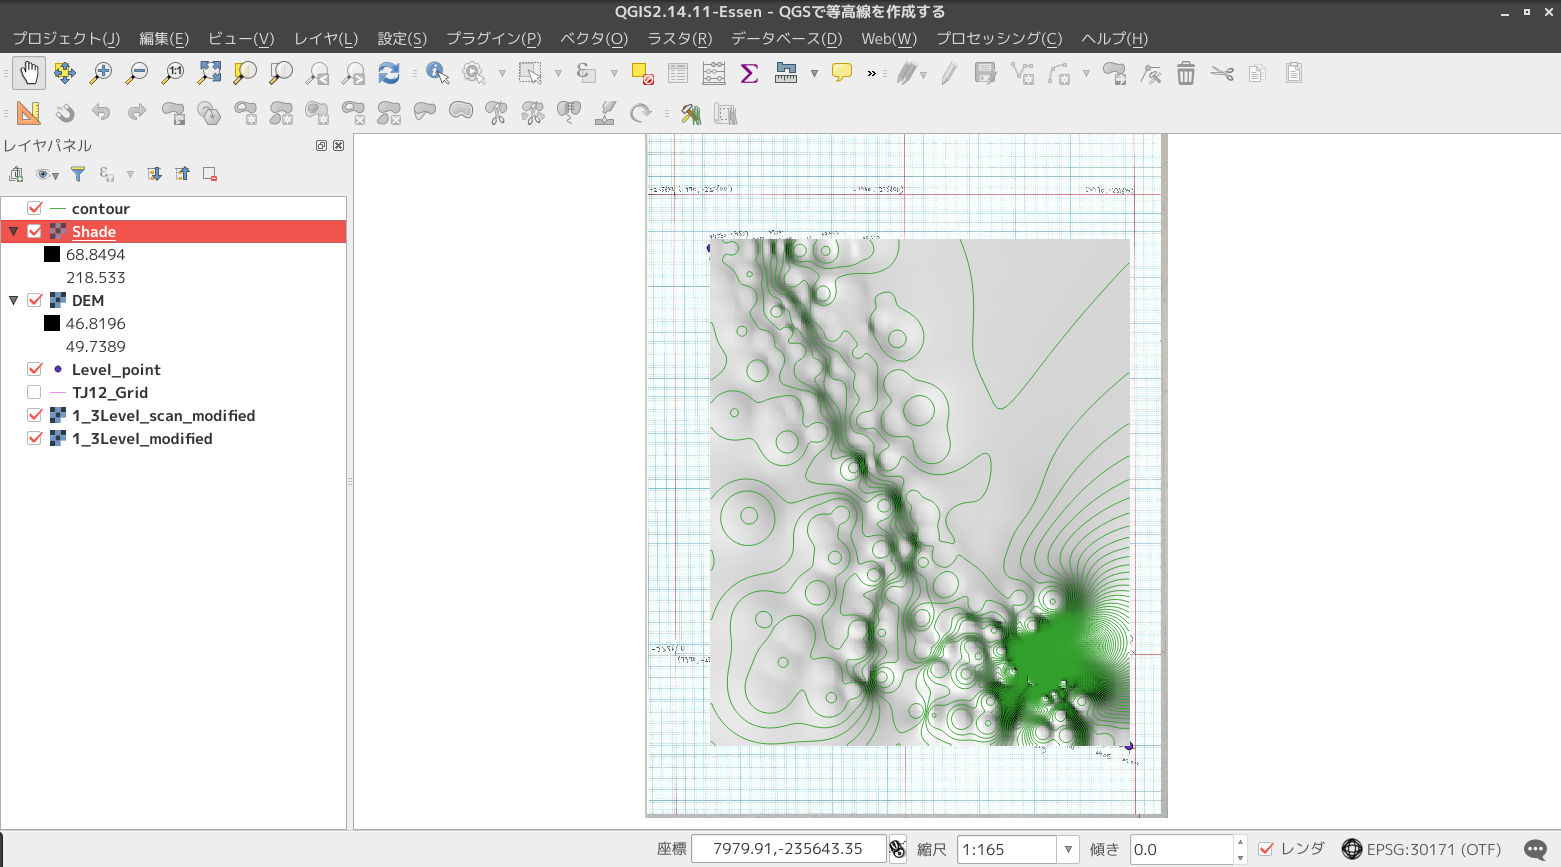 QGIS2.14.11-Essen - QGSで等高線を作成する
プロジェクト(J) 編集(E) ビュー(V) レイヤ(L) 設定(S) プラグイン(P) ベクタ(O) ラスタ(R) データベース(D) Web(W) プロセッシング(C) ヘルプ(H)
レイヤパネル
contour
Shade
68.8494
218.533
DEM
46.8196
49.7389
Level_point
TJ12_Grid
1_3Level_scan_modified
1_3Level_modified
座標 7979.91,-235643.35 縮尺 1:165 傾き 0.0 レンダ EPSG:30171 (OTF)